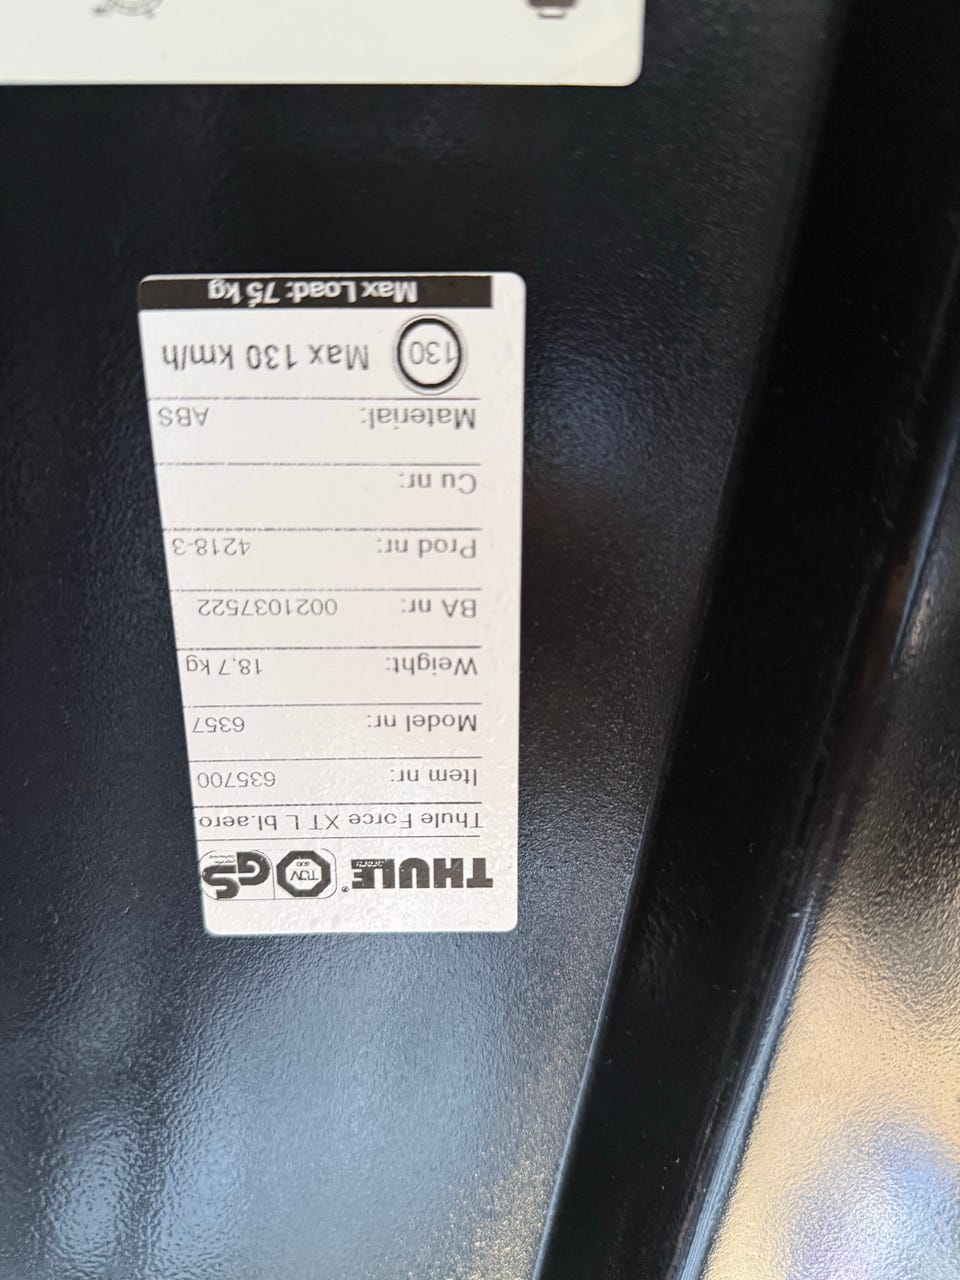 THULE®
TÜV
SÜD
GS
Thule Force XT L bl.aero
Item nr: 635700
Model nr: 6357
Weight: 18,7 kg
BA nr: 0021037522
Prod nr: 4218-3
Cu nr:
Material: ABS
130 Max 130 km/h
Max Load: 75 kg